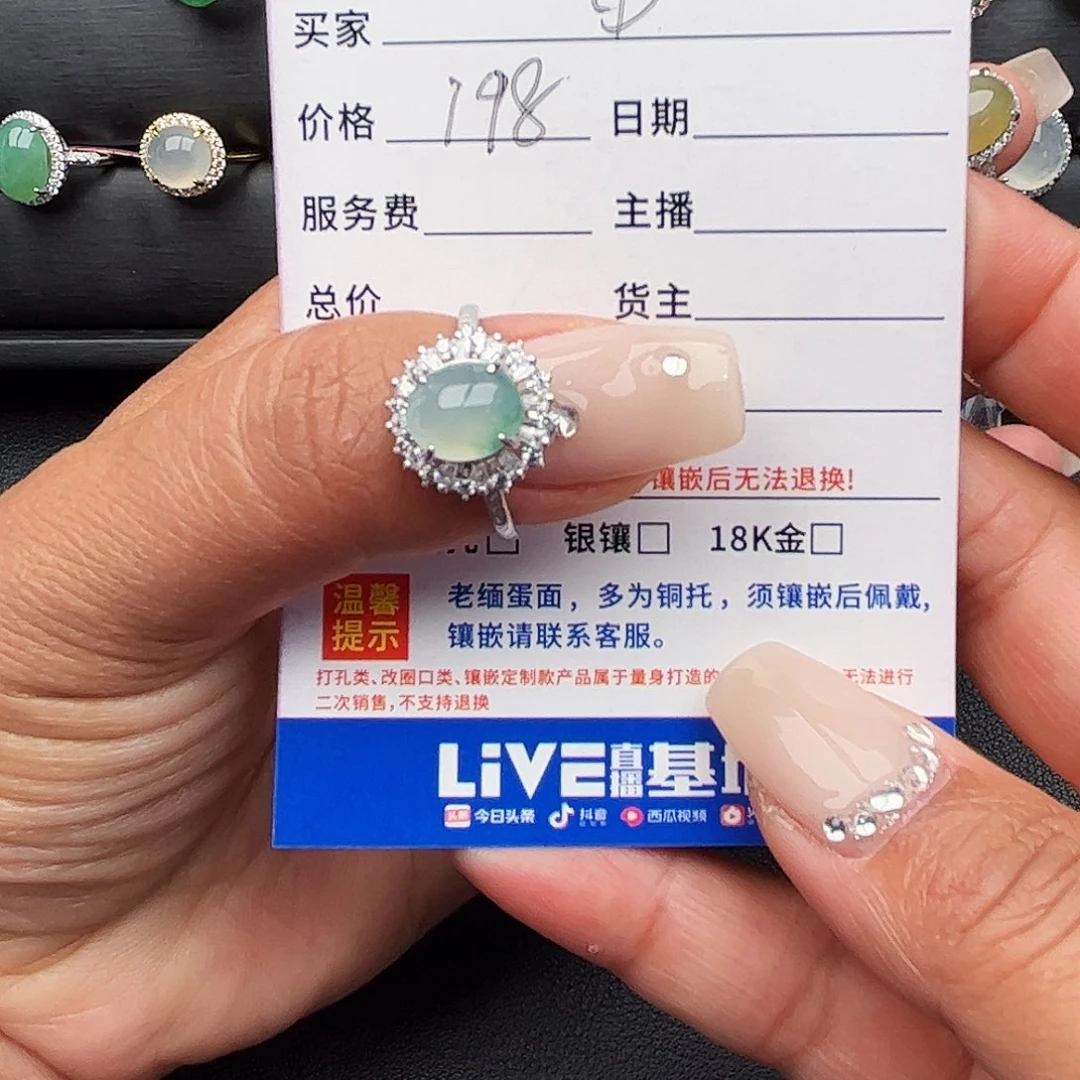 买家
价格 198 日期
服务费 主播
总价 货主
镶嵌后无法退换!
银镶□ 18K金□
温馨提示
老缅蛋面，多为铜托，须镶嵌后佩戴,
镶嵌请联系客服。
打孔类、改圈口类、镶嵌定制款产品属于量身打造的 无法进行
二次销售,不支持退换
LiVE直播基
今日头条 抖音 西瓜视频